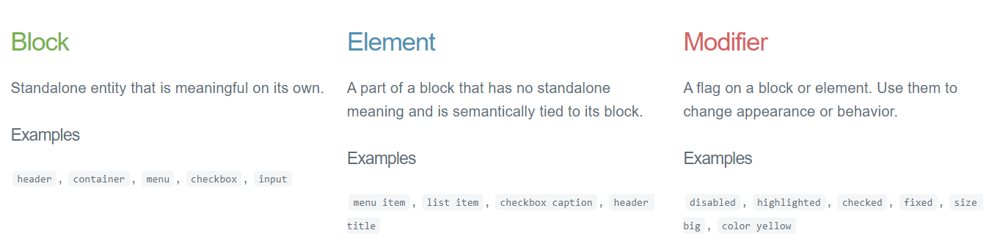 Block
Standalone entity that is meaningful on its own.
Examples
header, container, menu, checkbox, input
Element
A part of a block that has no standalone
meaning and is semantically tied to its block.
Examples
menu item, list item, checkbox caption, header
title
Modifier
A flag on a block or element. Use them to
change appearance or behavior.
Examples
disabled, highlighted, checked, fixed, size
big, color yellow